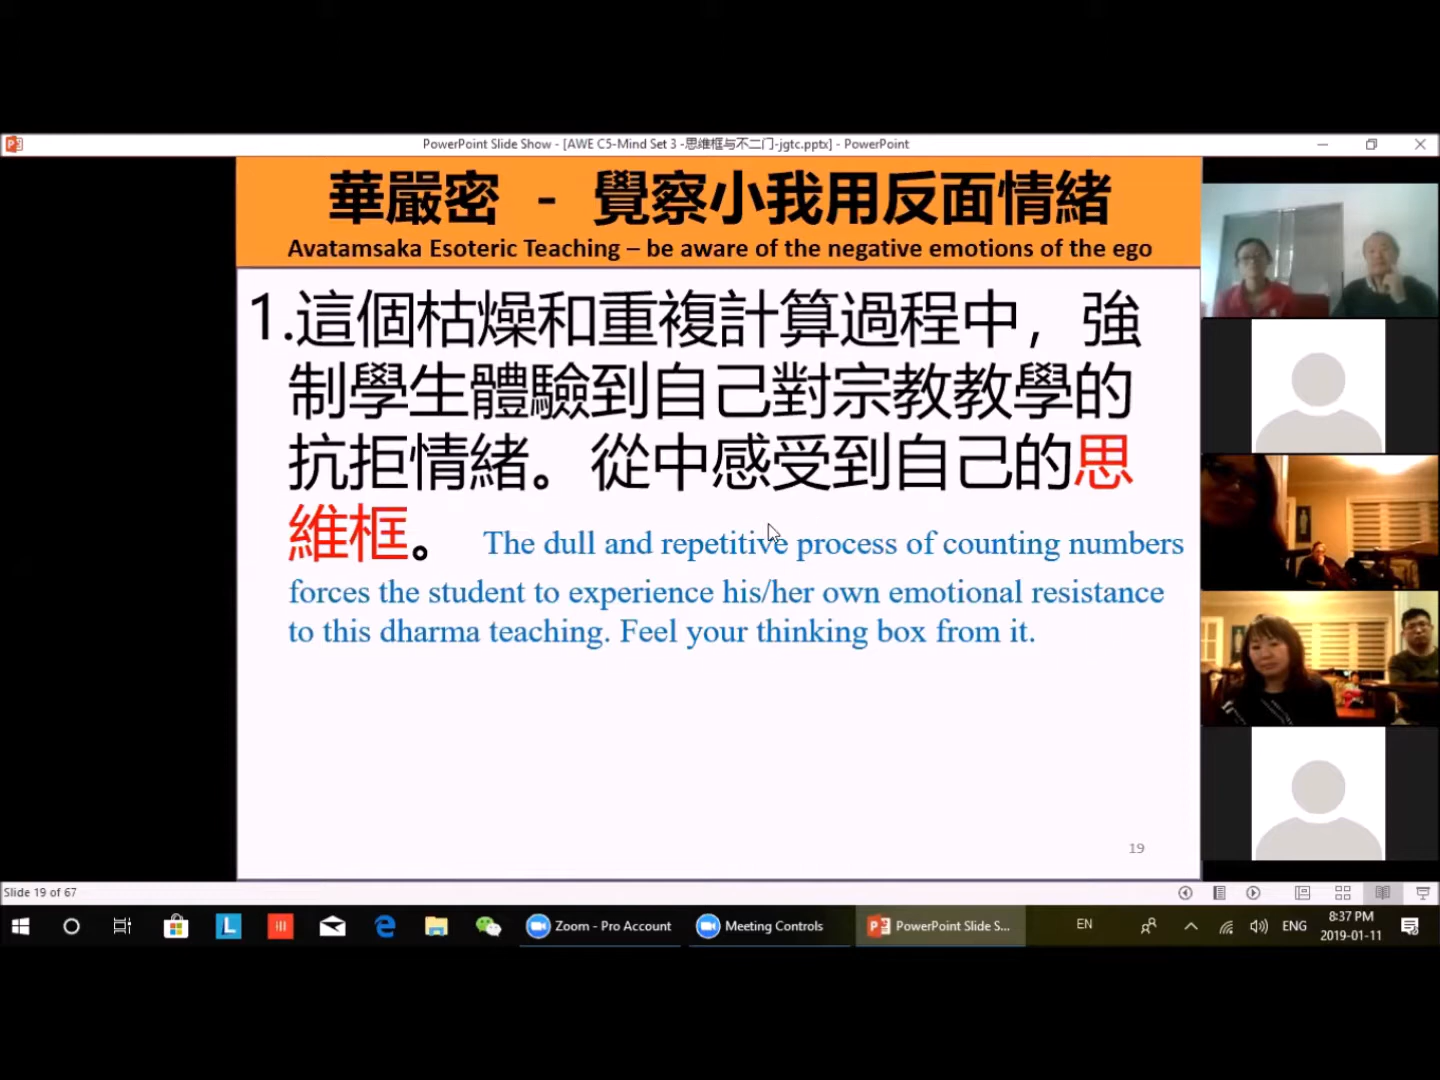 PowerPoint Slide Show - [AWE C5-Mind Set 3 -思维框与不二门-jgtc.pptx] - PowerPoint
華嚴密 - 覺察小我用反面情緒
Avatamsaka Esoteric Teaching – be aware of the negative emotions of the ego
1.這個枯燥和重複計算過程中，強
制學生體驗到自己對宗教教學的
抗拒情緒。從中感受到自己的思
維框。 The dull and repetitive process of counting numbers
forces the student to experience his/her own emotional resistance
to this dharma teaching. Feel your thinking box from it.
19
Slide 19 of 67
Zoom - Pro Account
Meeting Controls
PowerPoint Slide S...
EN
ENG
8:37 PM
2019-01-11